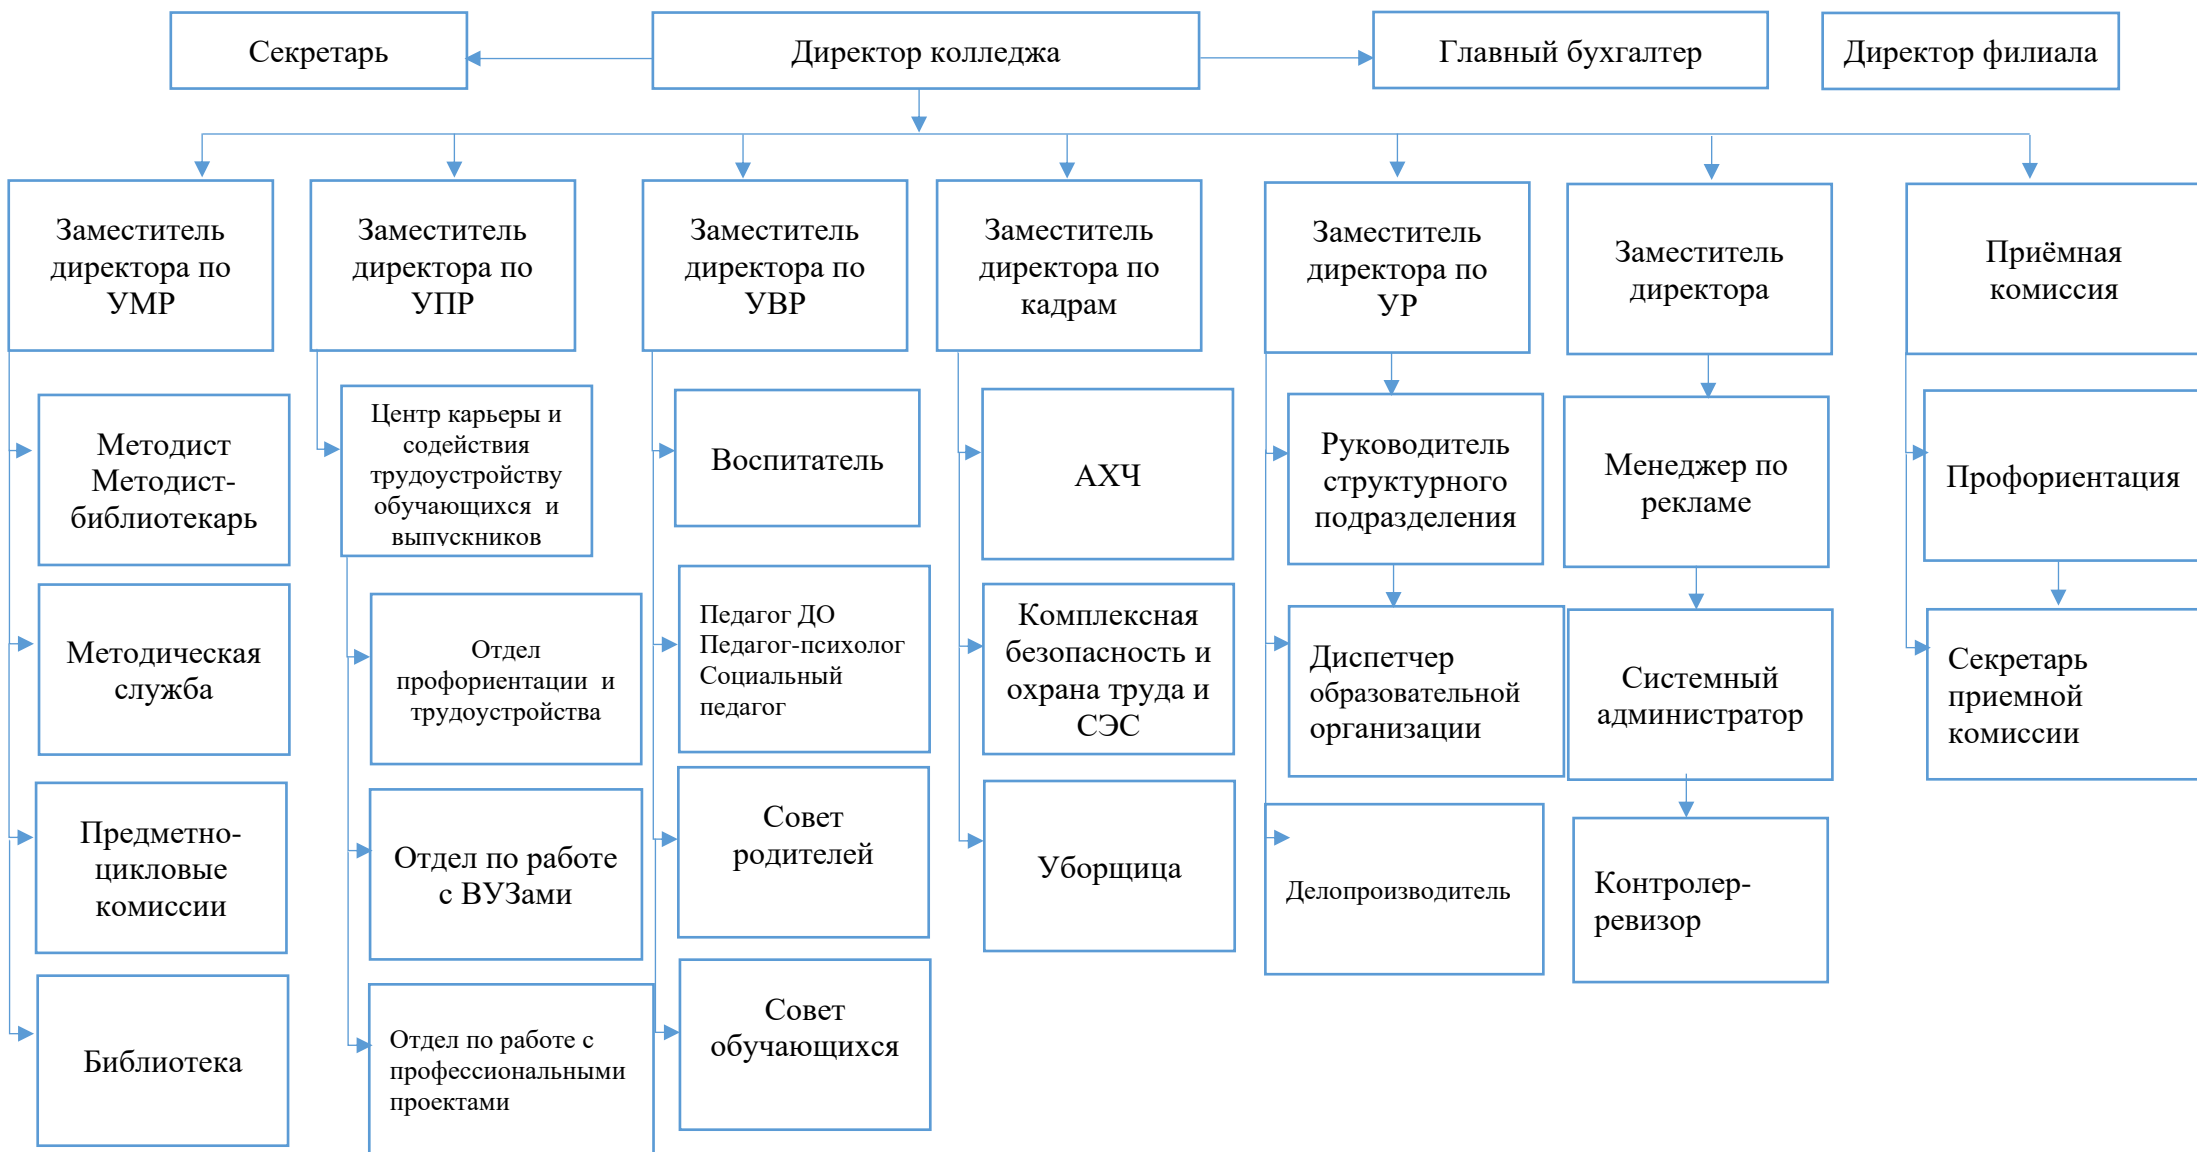 Секретарь
Директор колледжа
Главный бухгалтер
Директор филиала
Заместитель
директора по
УМР
Заместитель
директора по
УПР
Заместитель
директора по
УВР
Заместитель
директора по
кадрам
Заместитель
директора по
УР
Заместитель
директора
Приёмная
комиссия
Методист
Методист-
библиотекарь
Центр карьеры и
содействия
трудоустройству
обучающихся и
выпускников
Воспитатель
АХЧ
Руководитель
структурного
подразделения
Менеджер по
рекламе
Профориентация
Методическая
служба
Отдел
профориентации и
трудоустройства
Педагог ДО
Педагог-психолог
Социальный
педагог
Комплексная
безопасность и
охрана труда и
СЭС
Диспетчер
образовательной
организации
Системный
администратор
Секретарь
приемной
комиссии
Предметно-
цикловые
комиссии
Отдел по работе
с ВУЗами
Совет
родителей
Уборщица
Делопроизводитель
Контролер-
ревизор
Библиотека
Отдел по работе с
профессиональными
проектами
Совет
обучающихся